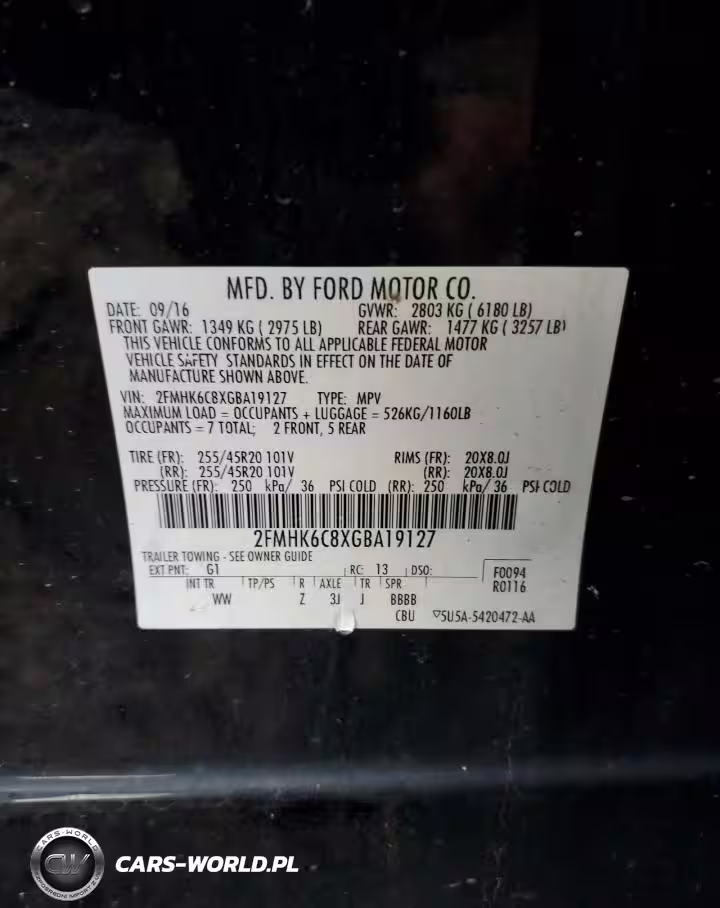 MFD. BY FORD MOTOR CO.
DATE: 09/16 GVWR: 2803 KG ( 6180 LB)
FRONT GAWR: 1349 KG ( 2975 LB) REAR GAWR: 1477 KG ( 3257 LB)
THIS VEHICLE CONFORMS TO ALL APPLICABLE FEDERAL MOTOR
VEHICLE SAFETY STANDARDS IN EFFECT ON THE DATE OF
MANUFACTURE SHOWN ABOVE.
VIN: 2FMHK6C8XGBA19127 TYPE: MPV
MAXIMUM LOAD = OCCUPANTS + LUGGAGE = 526KG/1160LB
OCCUPANTS = 7 TOTAL; 2 FRONT, 5 REAR
TIRE (FR): 255/45R20 101V RIMS (FR): 20X8.0J
(RR): 255/45R20 101V (RR): 20X8.0J
PRESSURE (FR): 250 kPa/ 36 PSI COLD (RR): 250 kPa/ 36 PSI COLD
2FMHK6C8XGBA19127
TRAILER TOWING - SEE OWNER GUIDE
EXT PNT: G1 RC: 13 DSO: F0094
INT TR TP/PS R AXLE TR SPR R0116
WW Z 3J J BBBB
CBU ▽5U5A-5420472-AA
CARS-WORLD
CW
CARS-WORLD.PL